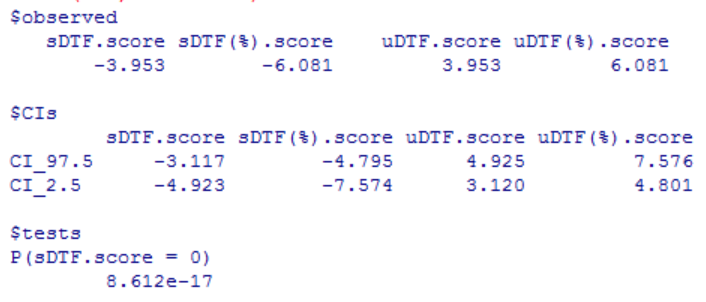 $observed
sDTF.score sDTF(%).score uDTF.score uDTF(%).score
-3.953 -6.081 3.953 6.081
$CIs
sDTF.score sDTF(%).score uDTF.score uDTF(%).score
CI_97.5 -3.117 -4.795 4.925 7.576
CI_2.5 -4.923 -7.574 3.120 4.801
$tests
P(sDTF.score = 0)
8.612e-17